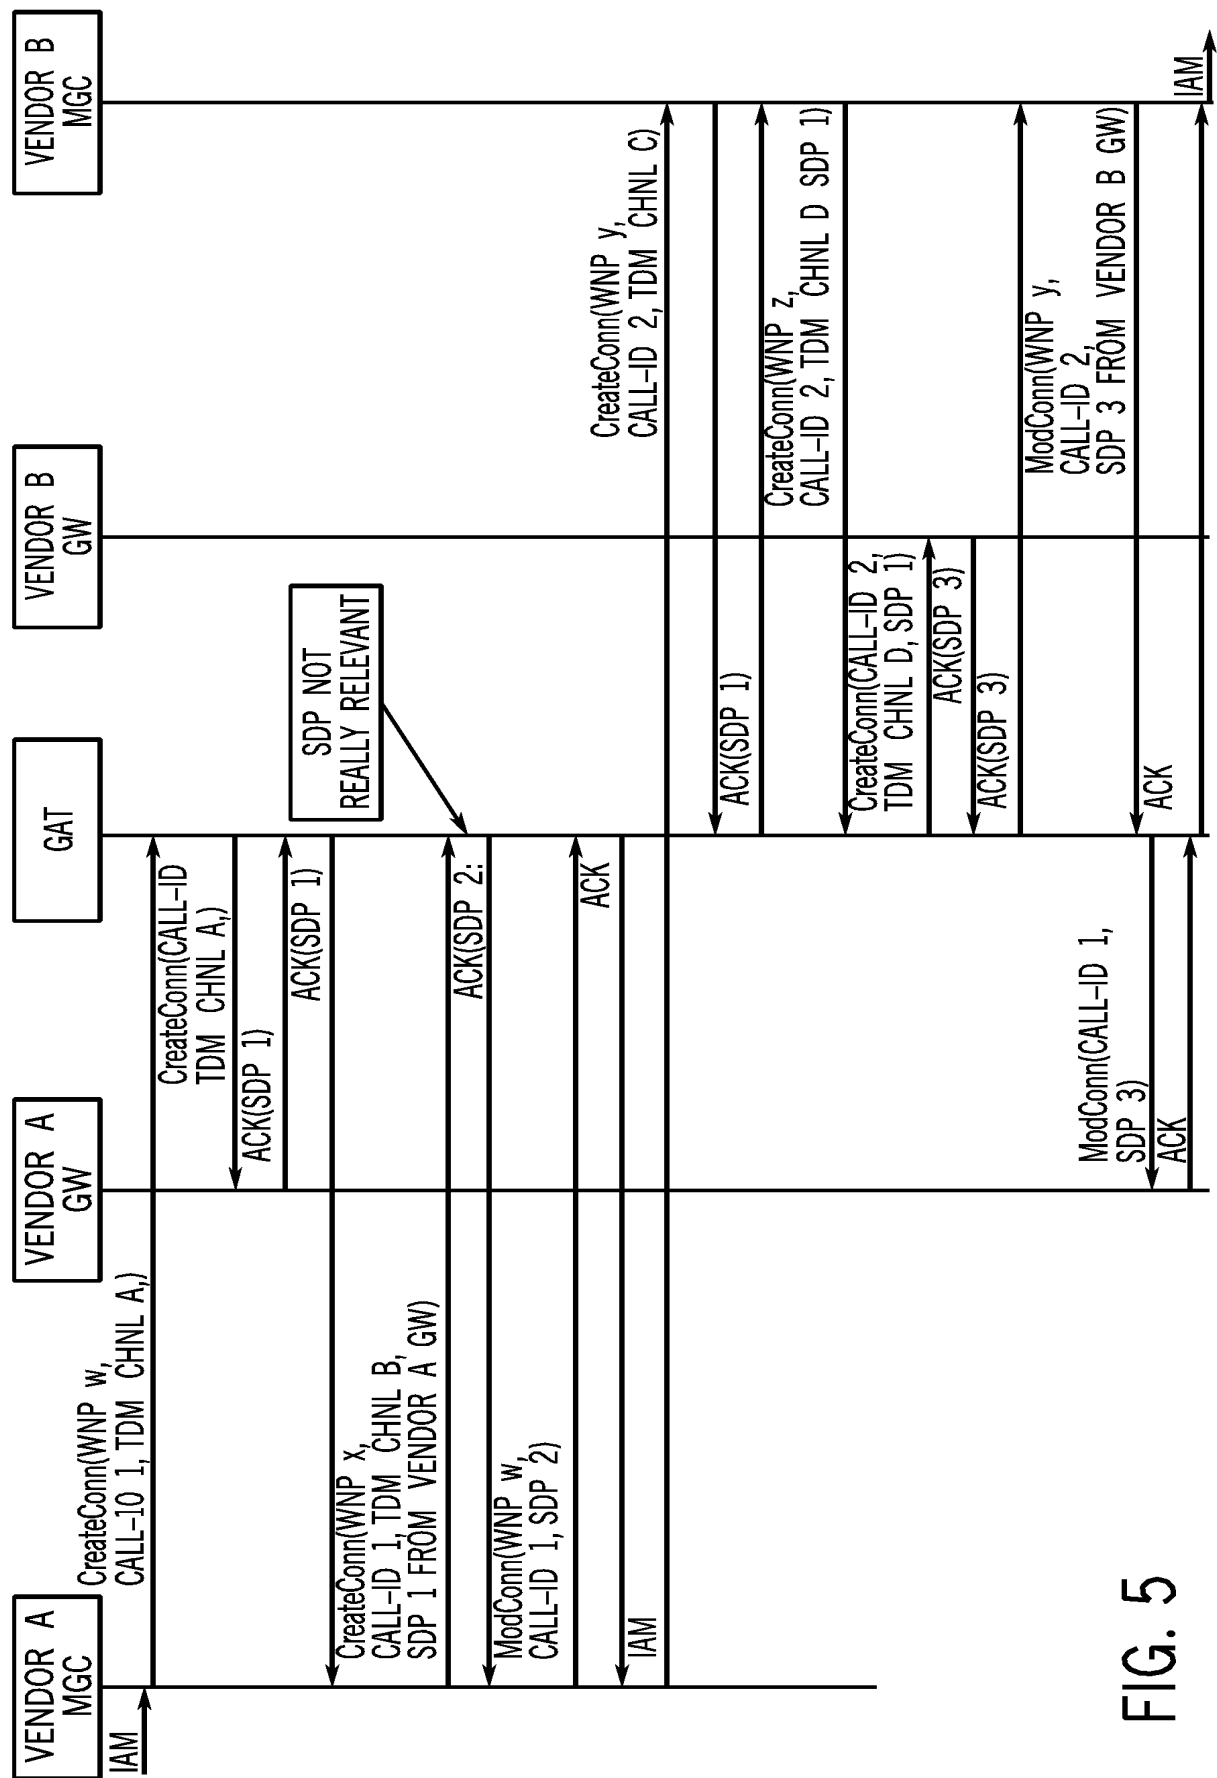 VENDOR A
MGC
VENDOR A
GW
GAT
VENDOR B
GW
VENDOR B
MGC
IAM
CreateConn(WNP w,
CALL-10 1, TDM CHNL A,)
CreateConn(CALL-ID
TDM CHNL A,)
ACK(SDP 1)
ACK(SDP 1)
SDP NOT
REALLY RELEVANT
CreateConn(WNP x,
CALL-ID 1, TDM CHNL B,
SDP 1 FROM VENDOR A GW)
ACK(SDP 2:
ModConn(WNP w,
CALL-ID 1, SDP 2)
ACK
IAM
CreateConn(WNP y,
CALL-ID 2, TDM CHNL C)
ACK(SDP 1)
CreateConn(WNP z,
CALL-ID 2, TDM CHNL D SDP 1)
CreateConn(CALL-ID 2,
TDM CHNL D, SDP 1)
ACK(SDP 3)
ACK(SDP 3)
ModConn(WNP y,
CALL-ID 2,
SDP 3 FROM VENDOR B GW)
ACK
ModConn(CALL-ID 1,
SDP 3)
ACK
IAM
FIG. 5